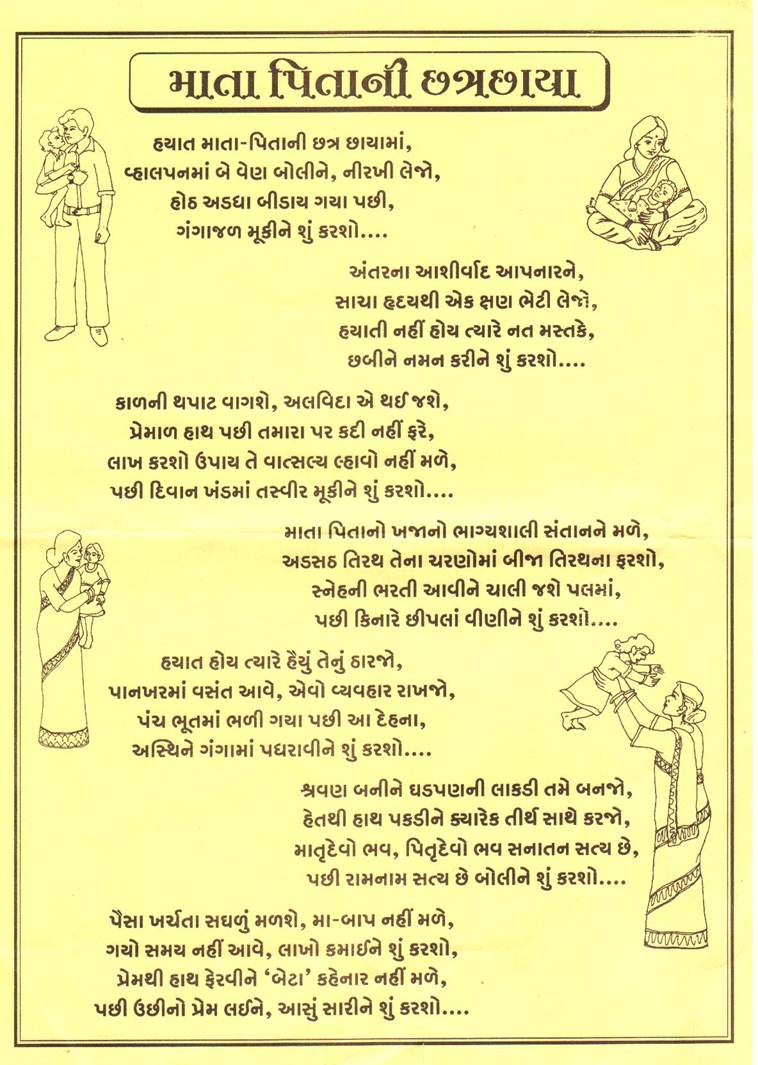 માતા પિતાની છત્રછાયા
હયાત માતા-પિતાની છત્ર છાયામાં,
વ્હાલપનમાં બે વેણ બોલીને, નીરખી લેજો,
હોઠ અડધા બીડાય ગયા પછી,
ગંગાજળ મૂકીને શું કરશો....
અંતરના આશીર્વાદ આપનારને,
સાચા હૃદયથી એક ક્ષણ ભેટી લેજો,
હયાતી નહીં હોય ત્યારે નત મસ્તકે,
છબીને નમન કરીને શું કરશો....
કાળની થપાટ વાગશે, અલવિદા એ થઈ જશે,
પ્રેમાળ હાથ પછી તમારા પર કદી નહીં ફરે,
લાખ કરશો ઉપાય તે વાત્સલ્ય લ્હાવો નહીં મળે,
પછી દિવાન ખંડમાં તસ્વીર મૂકીને શું કરશો....
માતા પિતાનો ખજાનો ભાગ્યશાલી સંતાનને મળે,
અડસઠ તિરથ તેના ચરણોમાં બીજા તિરથના ફરશો,
સ્નેહની ભરતી આવીને ચાલી જશે પલમાં,
પછી કિનારે છીપલાં વીણીને શું કરશો....
હયાત હોય ત્યારે હૈયું તેનું ઠારજો,
પાનખરમાં વસંત આવે, એવો વ્યવહાર રાખજો,
પંચ ભૂતમાં ભળી ગયા પછી આ દેહના,
અસ્થિને ગંગામાં પધરાવીને શું કરશો....
શ્રવણ બનીને ઘડપણની લાકડી તમે બનજો,
હેતથી હાથ પકડીને ક્યારેક તીર્થ સાથે કરજો,
માતૃદેવો ભવ, પિતૃદેવો ભવ સનાતન સત્ય છે,
પછી રામનામ સત્ય છે બોલીને શું કરશો....
પૈસા ખર્ચતા સઘળું મળશે, મા-બાપ નહીં મળે,
ગયો સમય નહીં આવે, લાખો કમાઈને શું કરશો,
પ્રેમથી હાથ ફેરવીને ‘બેટા’ કહેનાર નહીં મળે,
પછી ઉછીનો પ્રેમ લઈને, આસું સારીને શું કરશો....